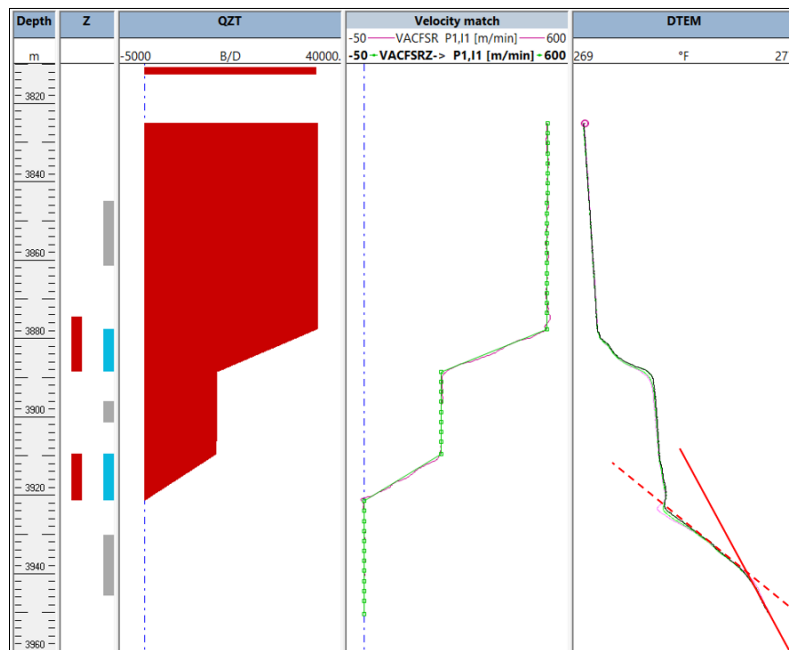 Depth Z QZT Velocity match DTEM
-50 VACFSR P1,I1 [m/min] 600
m -5000 B/D 40000. -50 VACFSRZ-> P1,I1 [m/min] 600 269 °F 27
3820
3840
3860
3880
3900
3920
3940
3960